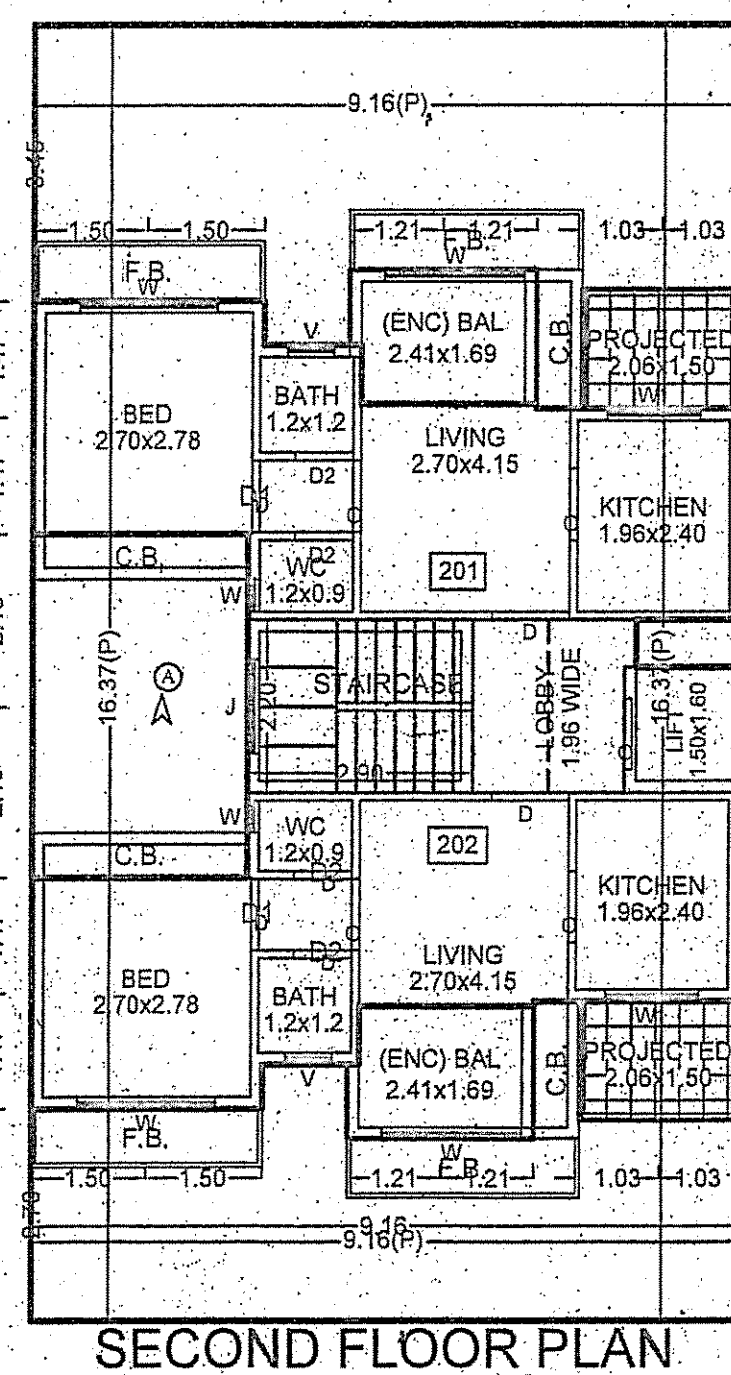 9.16(P)
1.50 1.50
1.21 1.21
1.03 1.03
F.B.
W
F.B.
W
V
(ENC) BAL
2.41x1.69
C.B.
PROJECTED
2.06x1.50
W
BED
2.70x2.78
BATH
1.2x1.2
LIVING
2.70x4.15
D2
D1
O
O
KITCHEN
1.96x2.40
C.B.
D2
WC
1.2x0.9
W
201
D
16.37(P)
A
J
2.20
STAIRCASE
2.90
LOBBY
1.96 WIDE
16.37(P)
LIFT
1.50x1.60
O
W
C.B.
WC
1.2x0.9
D2
202
D
D1
O
O
KITCHEN
1.96x2.40
BED
2.70x2.78
D2
BATH
1.2x1.2
LIVING
2.70x4.15
V
(ENC) BAL
2.41x1.69
C.B.
W
PROJECTED
2.06x1.50
W
F.B.
W
F.B.
1.50 1.50
1.21 1.21
1.03 1.03
2.70
9.16
9.16(P)
SECOND FLOOR PLAN